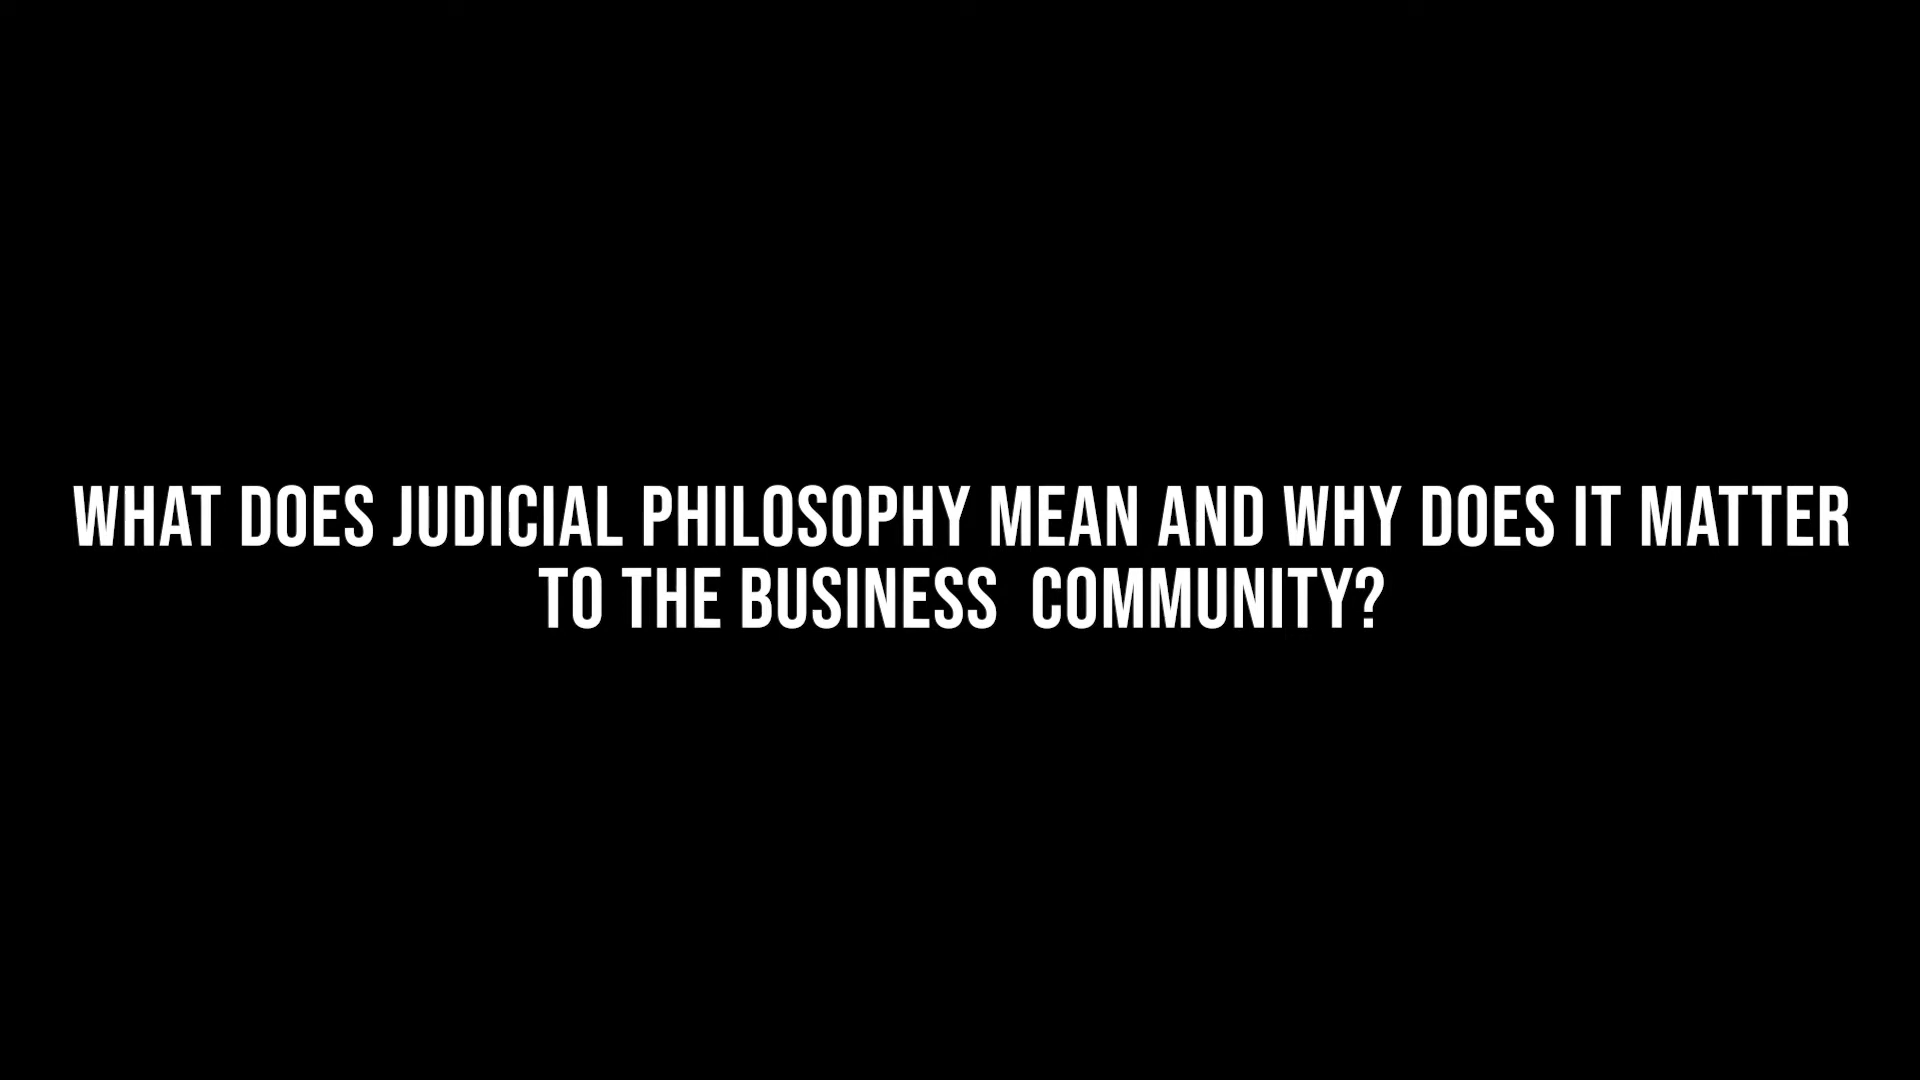 WHAT DOES JUDICIAL PHILOSOPHY MEAN AND WHY DOES IT MATTER
TO THE BUSINESS  COMMUNITY?